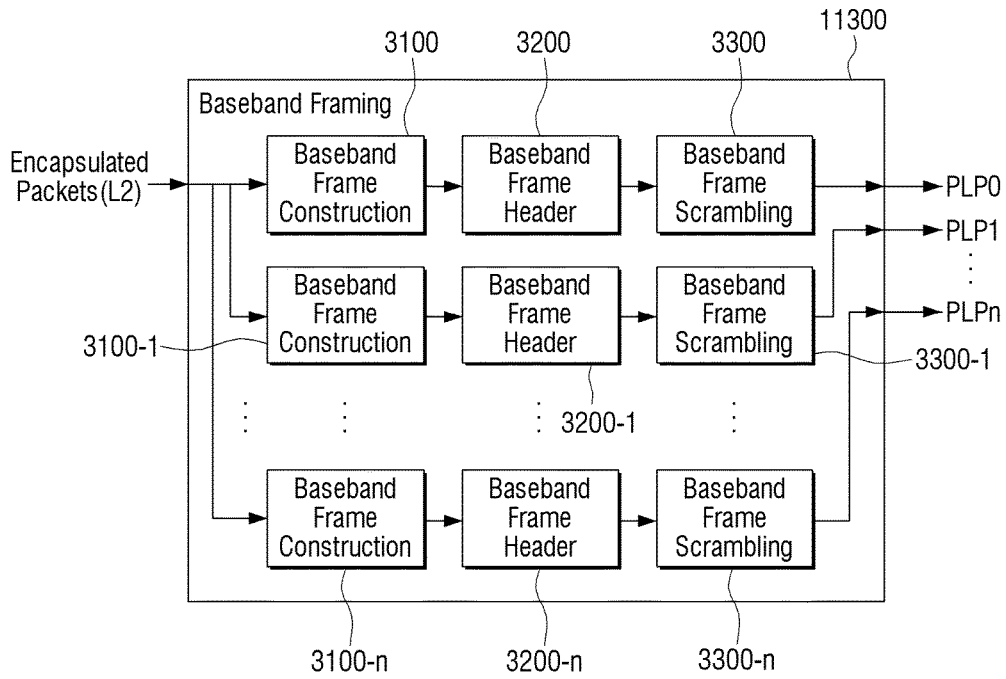 3100
3200
3300
11300
Baseband Framing
Encapsulated
Packets(L2)
Baseband
Frame
Construction
Baseband
Frame
Header
Baseband
Frame
Scrambling
PLP0
PLP1
PLPn
3100-1
Baseband
Frame
Construction
Baseband
Frame
Header
Baseband
Frame
Scrambling
3300-1
3200-1
Baseband
Frame
Construction
Baseband
Frame
Header
Baseband
Frame
Scrambling
3100-n
3200-n
3300-n